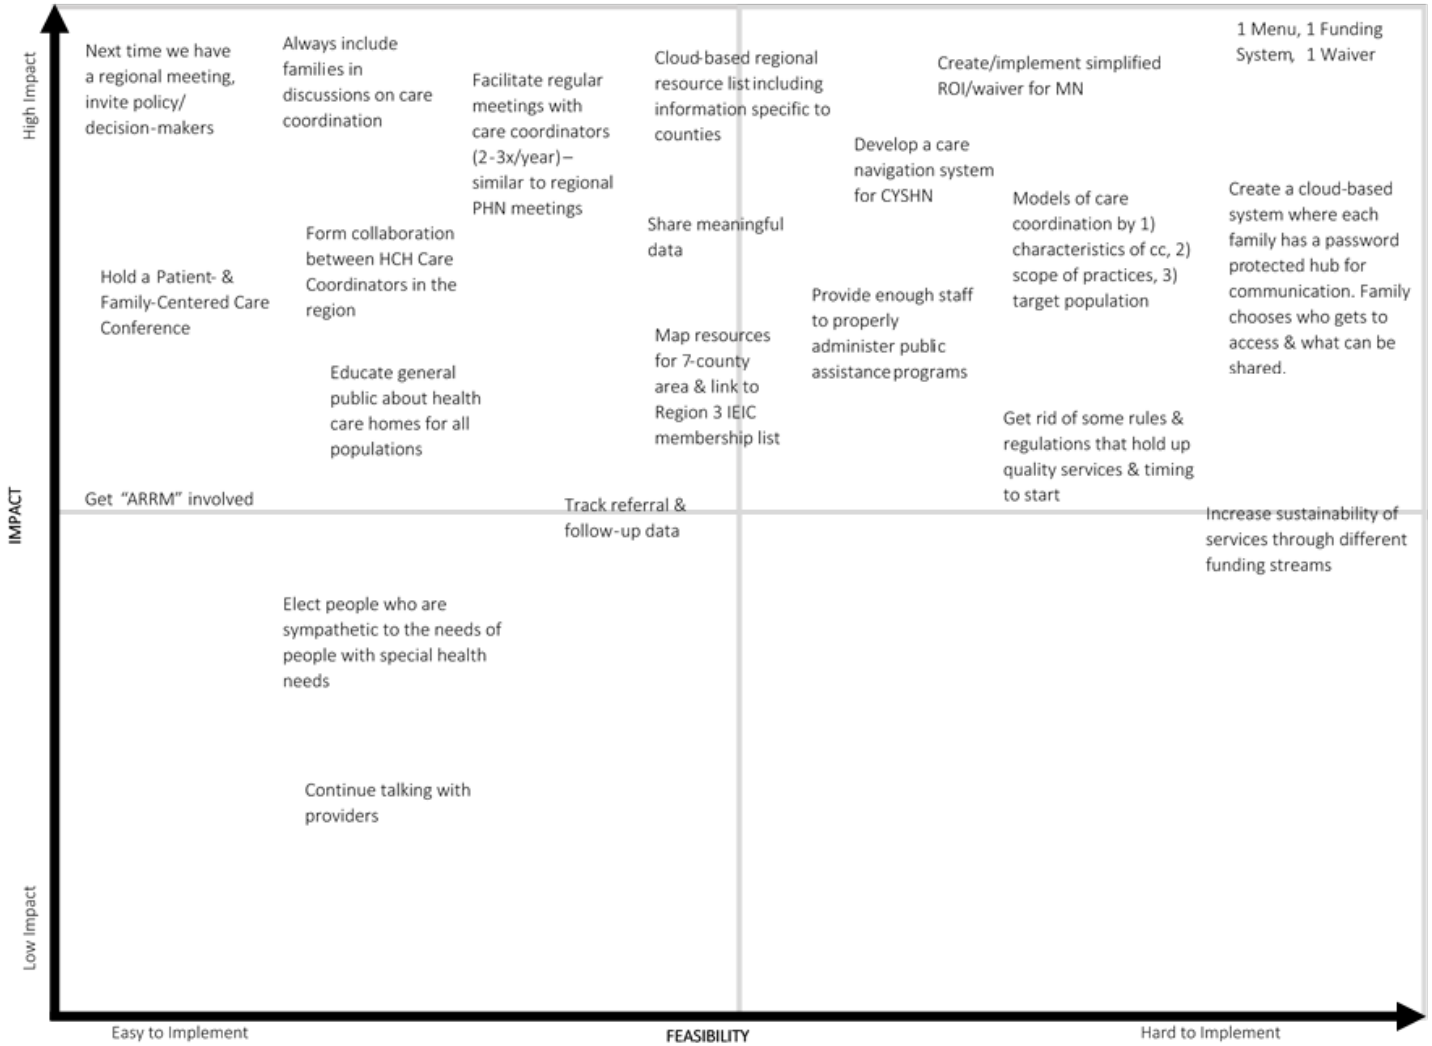 High Impact
IMPACT
Low Impact
Next time we have
a regional meeting,
invite policy/
decision-makers
Always include
families in
discussions on care
coordination
Facilitate regular
meetings with
care coordinators
(2-3x/year)–
similar to regional
PHN meetings
Cloud-based regional
resource list including
information specific to
counties
Create/implement simplified
ROI/waiver for MN
1 Menu, 1 Funding
System, 1 Waiver
Develop a care
navigation system
for CYSHN
Models of care
coordination by 1)
characteristics of cc, 2)
scope of practices, 3)
target population
Create a cloud-based
system where each
family has a password
protected hub for
communication. Family
chooses who gets to
access & what can be
shared.
Hold a Patient- &
Family-Centered Care
Conference
Form collaboration
between HCH Care
Coordinators in the
region
Share meaningful
data
Provide enough staff
to properly
administer public
assistance programs
Map resources
for 7-county
area & link to
Region 3 IEIC
membership list
Educate general
public about health
care homes for all
populations
Get rid of some rules &
regulations that hold up
quality services & timing
to start
Get "ARRM" involved
Track referral &
follow-up data
Increase sustainability of
services through different
funding streams
Elect people who are
sympathetic to the needs of
people with special health
needs
Continue talking with
providers
Easy to Implement
FEASIBILITY
Hard to Implement